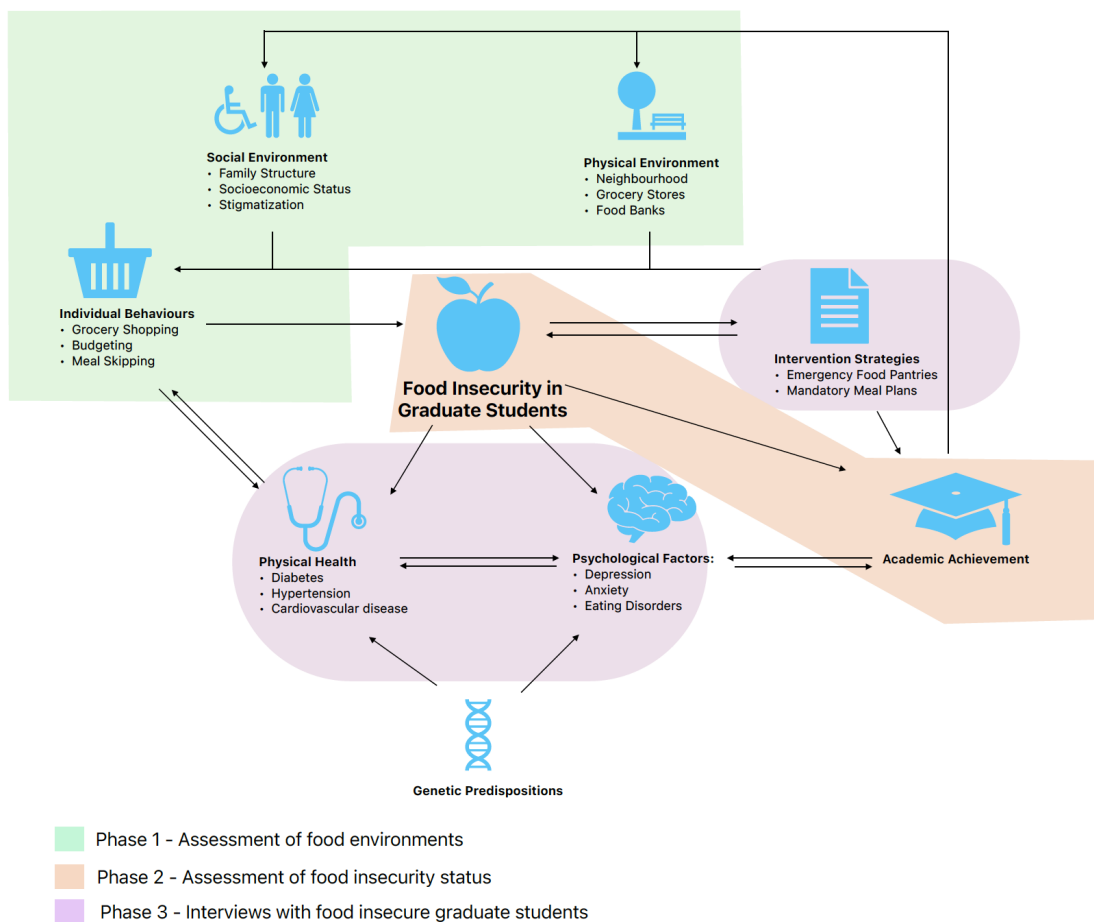 Social Environment
• Family Structure
• Socioeconomic Status
• Stigmatization
Physical Environment
• Neighbourhood
• Grocery Stores
• Food Banks
Individual Behaviours
• Grocery Shopping
• Budgeting
• Meal Skipping
Food Insecurity in
Graduate Students
Intervention Strategies
• Emergency Food Pantries
• Mandatory Meal Plans
Physical Health
• Diabetes
• Hypertension
• Cardiovascular disease
Psychological Factors:
• Depression
• Anxiety
• Eating Disorders
Academic Achievement
Genetic Predispositions
Phase 1 - Assessment of food environments
Phase 2 - Assessment of food insecurity status
Phase 3 - Interviews with food insecure graduate students